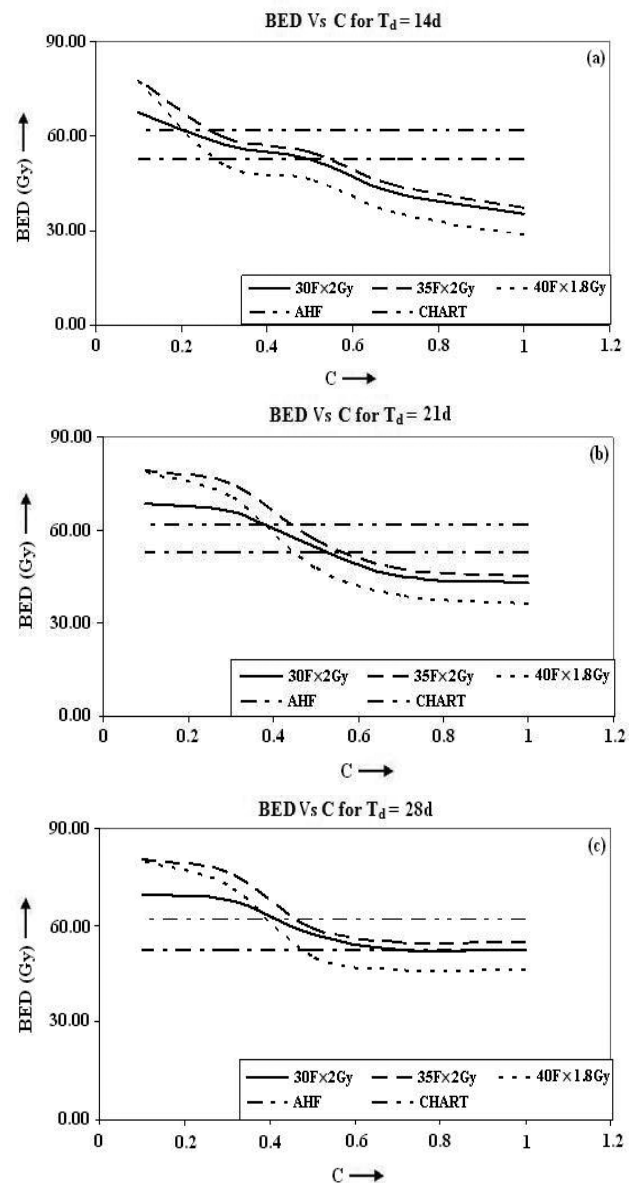 BED Vs C for Td = 14d
(a)
90.00
60.00
30.00
0.00
BED (Gy)
30F×2Gy 35F×2Gy 40F×1.8Gy
AHF CHART
0 0.2 0.4 0.6 0.8 1 1.2
C
BED Vs C for Td = 21d
(b)
90.00
60.00
30.00
0.00
BED (Gy)
30F×2Gy 35F×2Gy 40F×1.8Gy
AHF CHART
0 0.2 0.4 0.6 0.8 1 1.2
C
BED Vs C for Td = 28d
(c)
90.00
60.00
30.00
0.00
BED (Gy)
30F×2Gy 35F×2Gy 40F×1.8Gy
AHF CHART
0 0.2 0.4 0.6 0.8 1 1.2
C